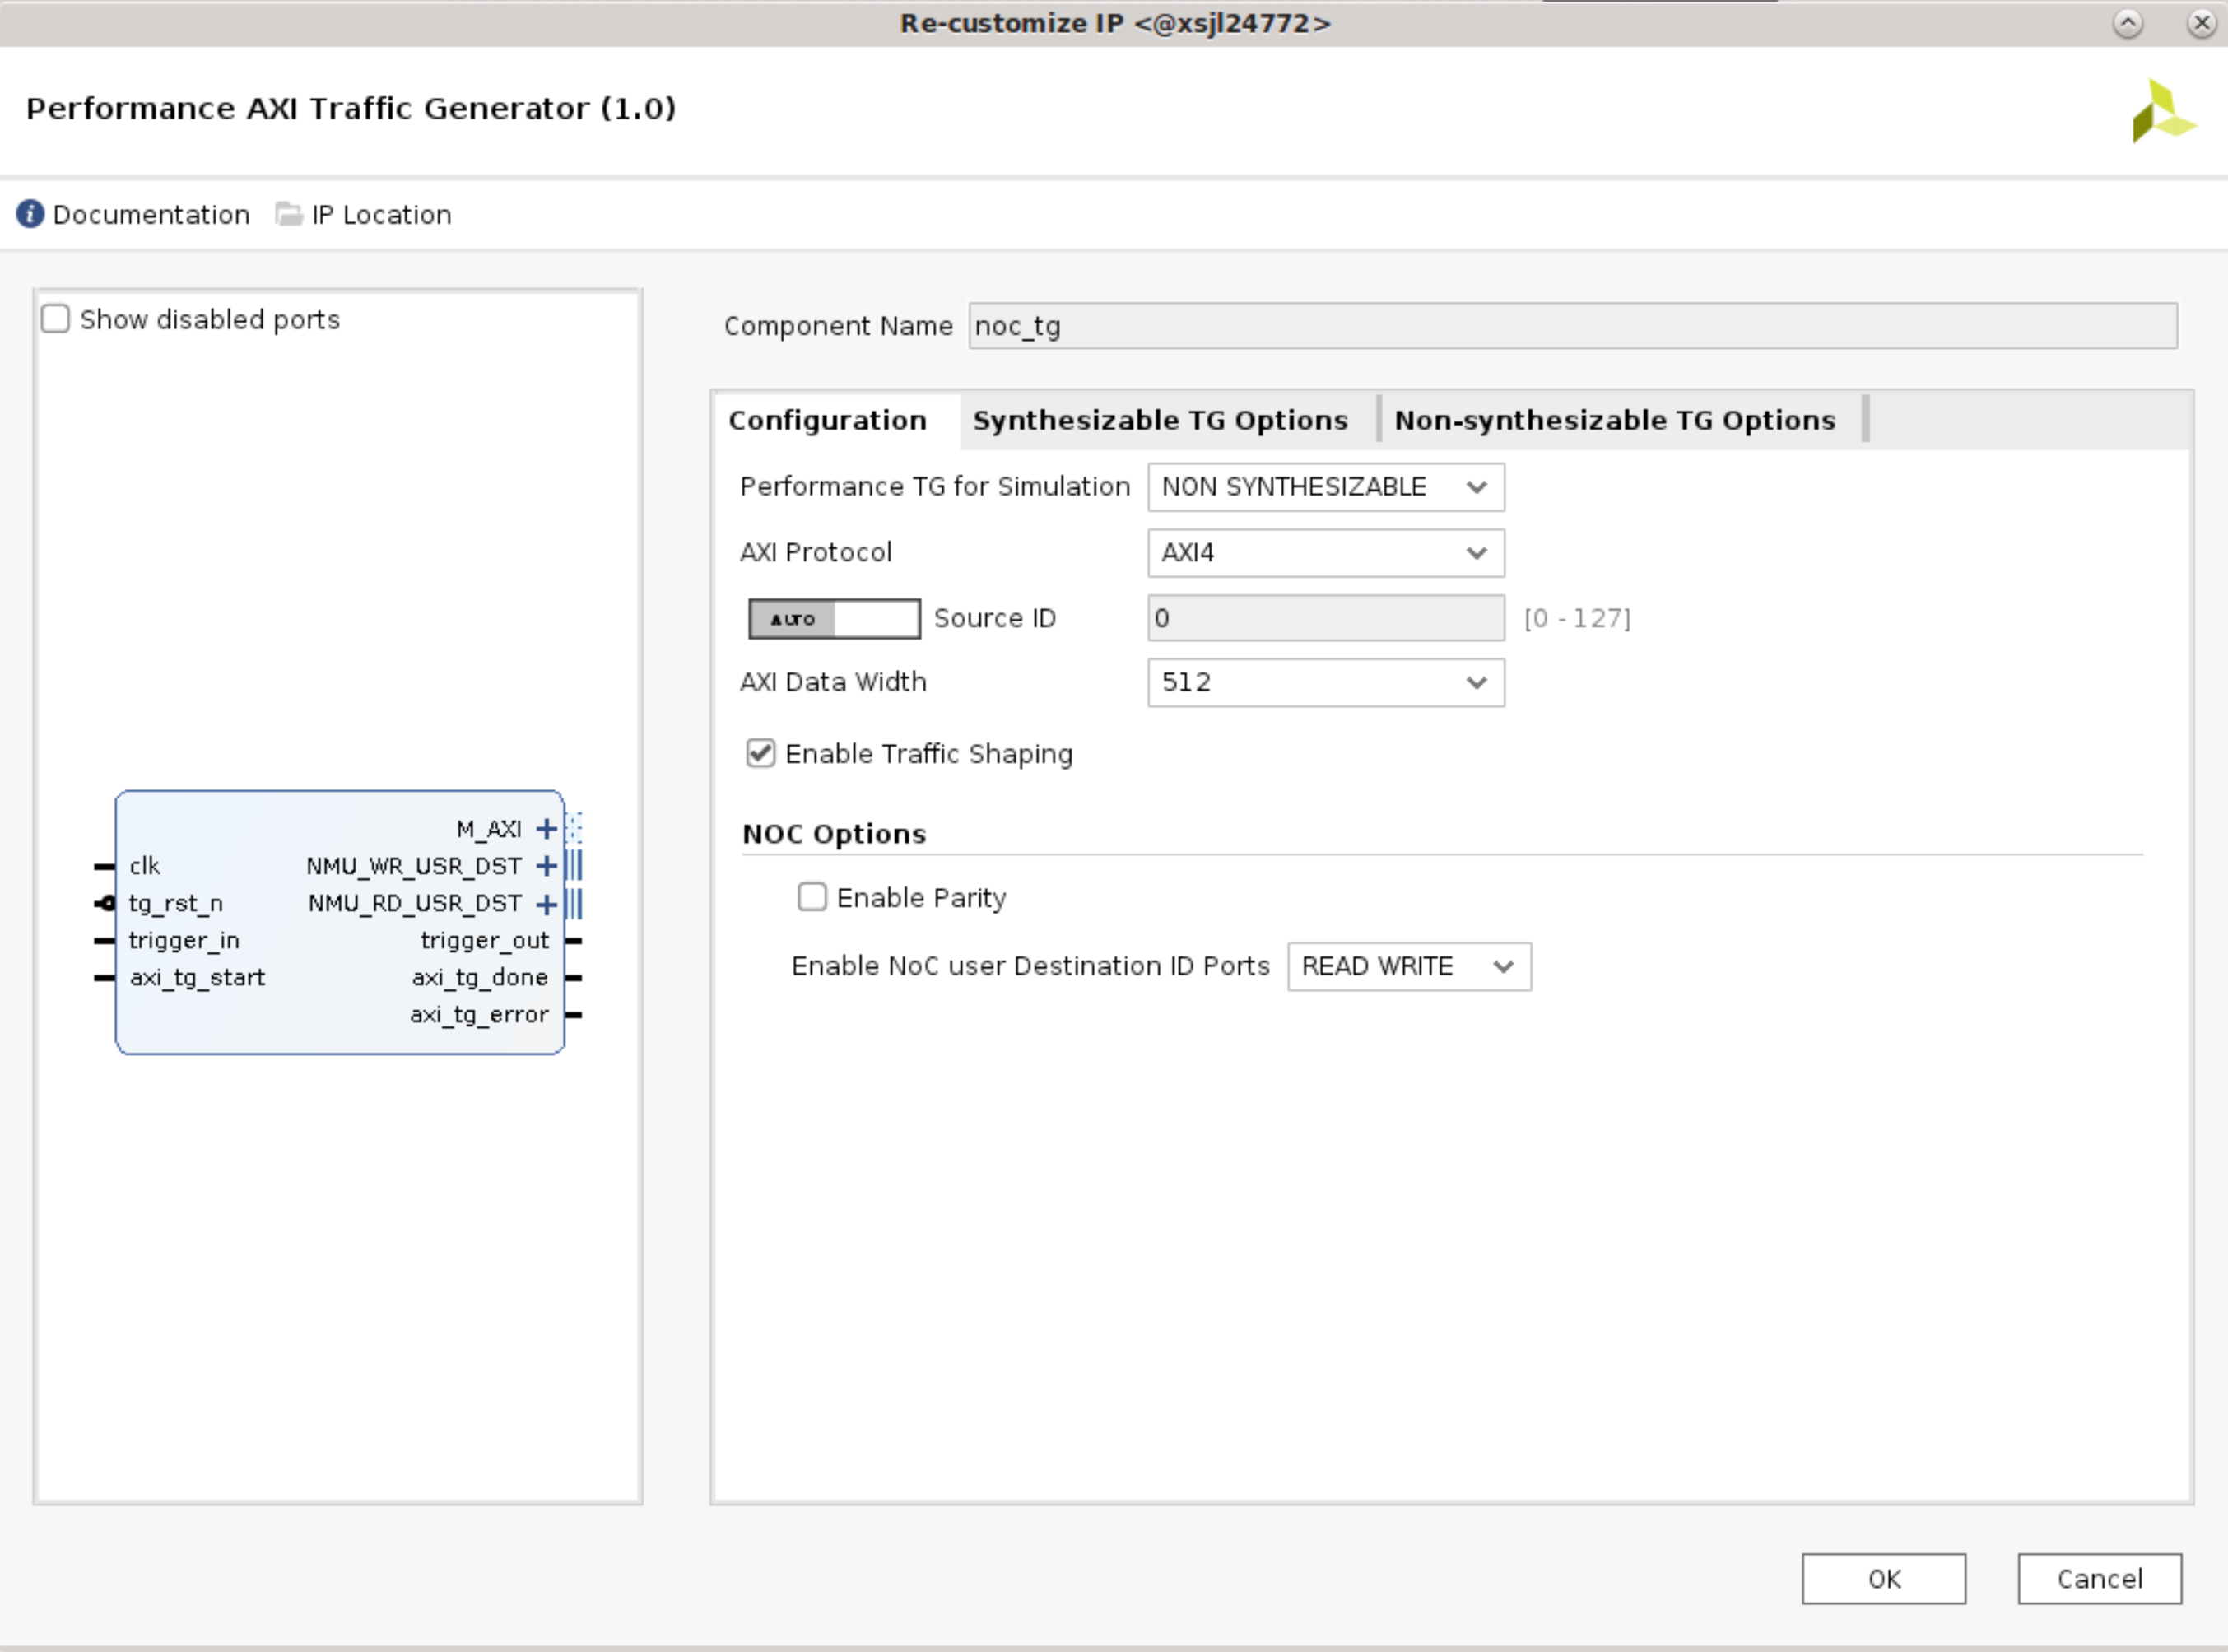 Re-customize IP <@xsjl24772>
Performance AXI Traffic Generator (1.0)
Documentation IP Location
Show disabled ports
M_AXI
clk NMU_WR_USR_DST
tg_rst_n NMU_RD_USR_DST
trigger_in trigger_out
axi_tg_start axi_tg_done
axi_tg_error
Component Name noc_tg
Configuration Synthesizable TG Options Non-synthesizable TG Options
Performance TG for Simulation NON SYNTHESIZABLE
AXI Protocol AXI4
AUTO Source ID 0 [0 - 127]
AXI Data Width 512
Enable Traffic Shaping
NOC Options
Enable Parity
Enable NoC user Destination ID Ports READ WRITE
OK Cancel